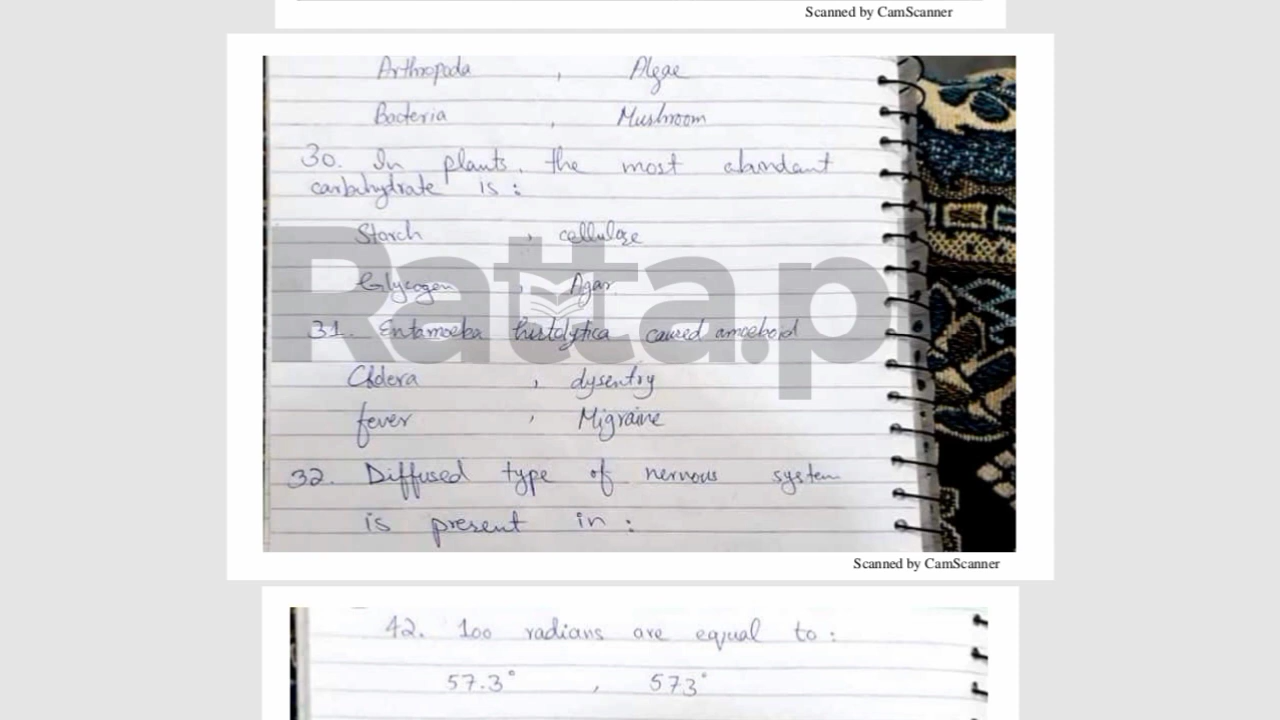 Scanned by CamScanner
Arthropoda , Algae
Bacteria , Mushroom
30. In plants, the most abundant
carbohydrate is :
Starch , cellulose
Glycogen , Agar
31. Entamoeba histolytica caused amoeboid
Cholera , dysentry
fever , Migraine
32. Diffused type of nervous system
is present in :
Ratta.p
Scanned by CamScanner
42. 100 radians are equal to :
57.3° , 573°